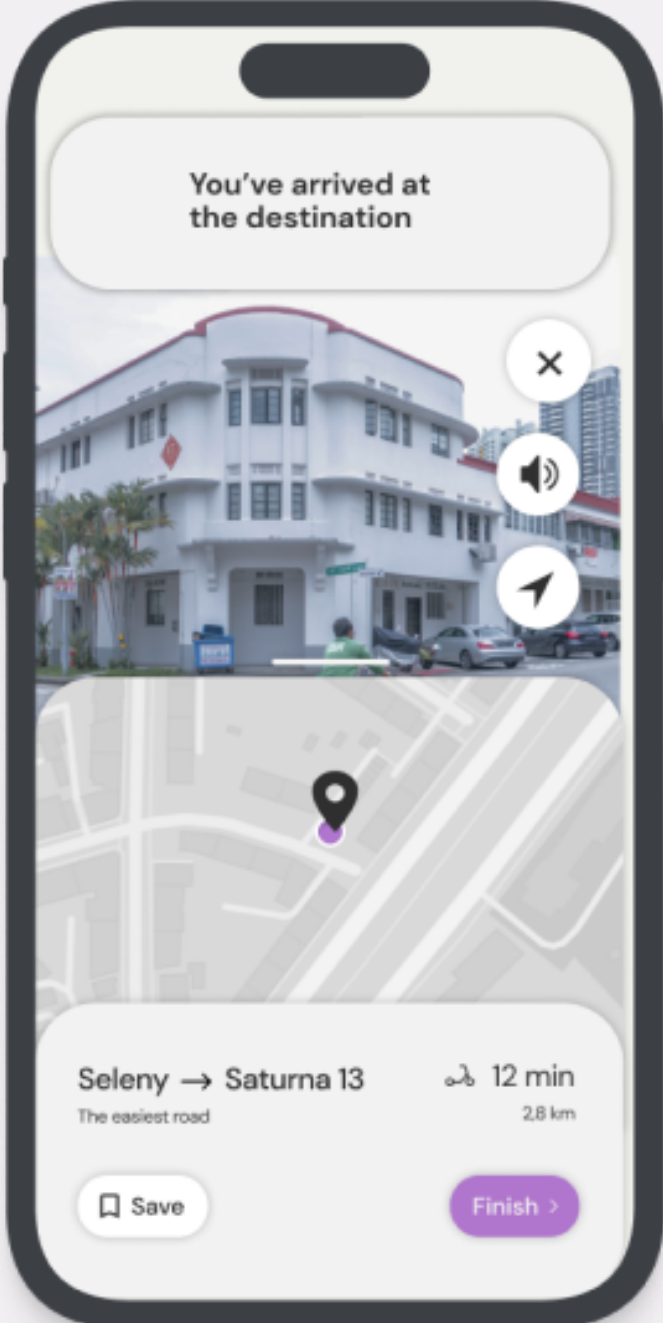 You've arrived at
the destination
Seleny → Saturna 13
12 min
The easiest road
2,8 km
Save
Finish >